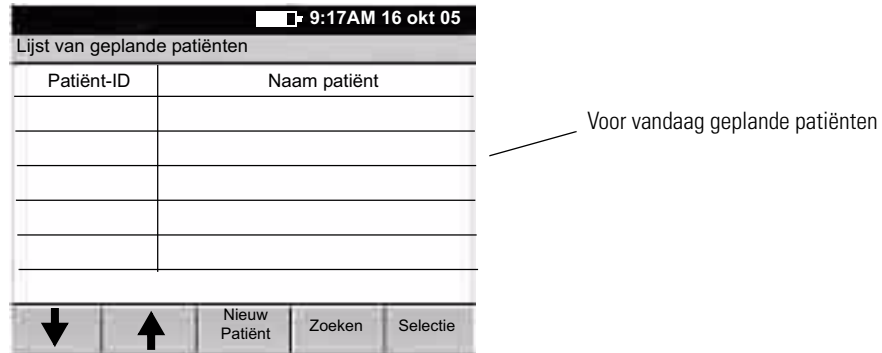 9:17AM 16 okt 05
Lijst van geplande patiënten
Patiënt-ID Naam patiënt
Voor vandaag geplande patiënten
Nieuw
Patiënt
Zoeken
Selectie